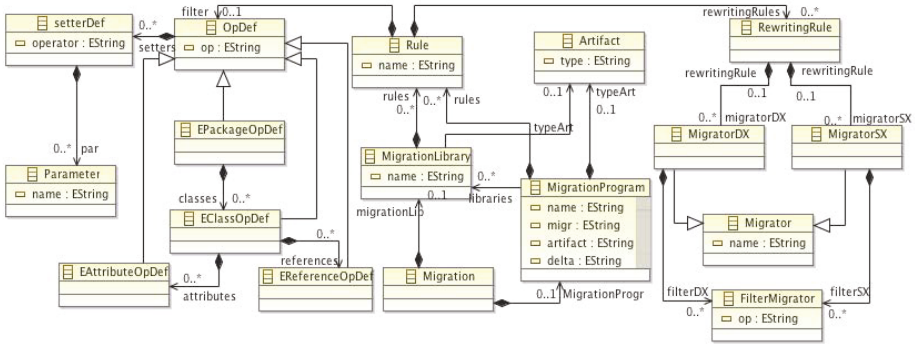 filter
0..1
rewritingRules
0..*
setterDef
operator : EString
0..*
setters
OpDef
op : EString
Rule
name : EString
Artifact
type : EString
RewritingRule
rewritingRule
0..1
rewritingRule
0..1
rules
0..*
0..*
rules
0..1
typeArt
typeArt
0..1
0..*
migratorDX
0..*
migratorSX
EPackageOpDef
MigratorDX
MigratorSX
0..*
par
Parameter
name : EString
MigrationLibrary
name : EString
0..1
migrationLib
0..*
libraries
MigrationProgram
name : EString
migr : EString
artifact : EString
delta : EString
classes
0..*
EClassOpDef
0..*
references
Migrator
name : EString
EAttributeOpDef
0..*
attributes
EReferenceOpDef
Migration
0..1
MigrationProgr
filterDX
0..*
FilterMigrator
op : EString
filterSX
0..*